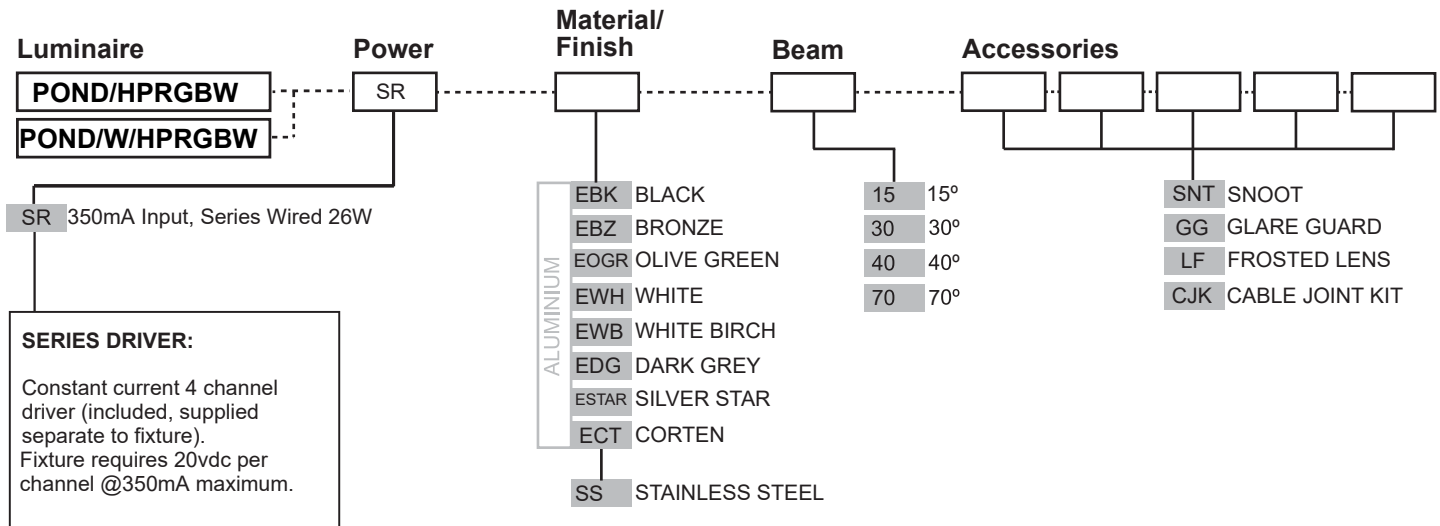 Luminaire
POND/HPRGBW
POND/W/HPRGBW
Power
SR
SR 350mA Input, Series Wired 26W
SERIES DRIVER:
Constant current 4 channel
driver (included, supplied
separate to fixture).
Fixture requires 20vdc per
channel @350mA maximum.
Material/
Finish
ALUMINIUM
EBK BLACK
EBZ BRONZE
EOGR OLIVE GREEN
EWH WHITE
EWB WHITE BIRCH
EDG DARK GREY
ESTAR SILVER STAR
ECT CORTEN
SS STAINLESS STEEL
Beam
15 15º
30 30º
40 40º
70 70º
Accessories
SNT SNOOT
GG GLARE GUARD
LF FROSTED LENS
CJK CABLE JOINT KIT